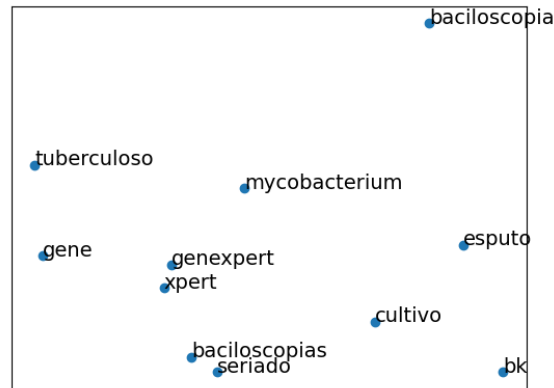 baciloscopia
tuberculoso
mycobacterium
esputo
gene
genexpert
xpert
cultivo
baciloscopias
seriado
bk